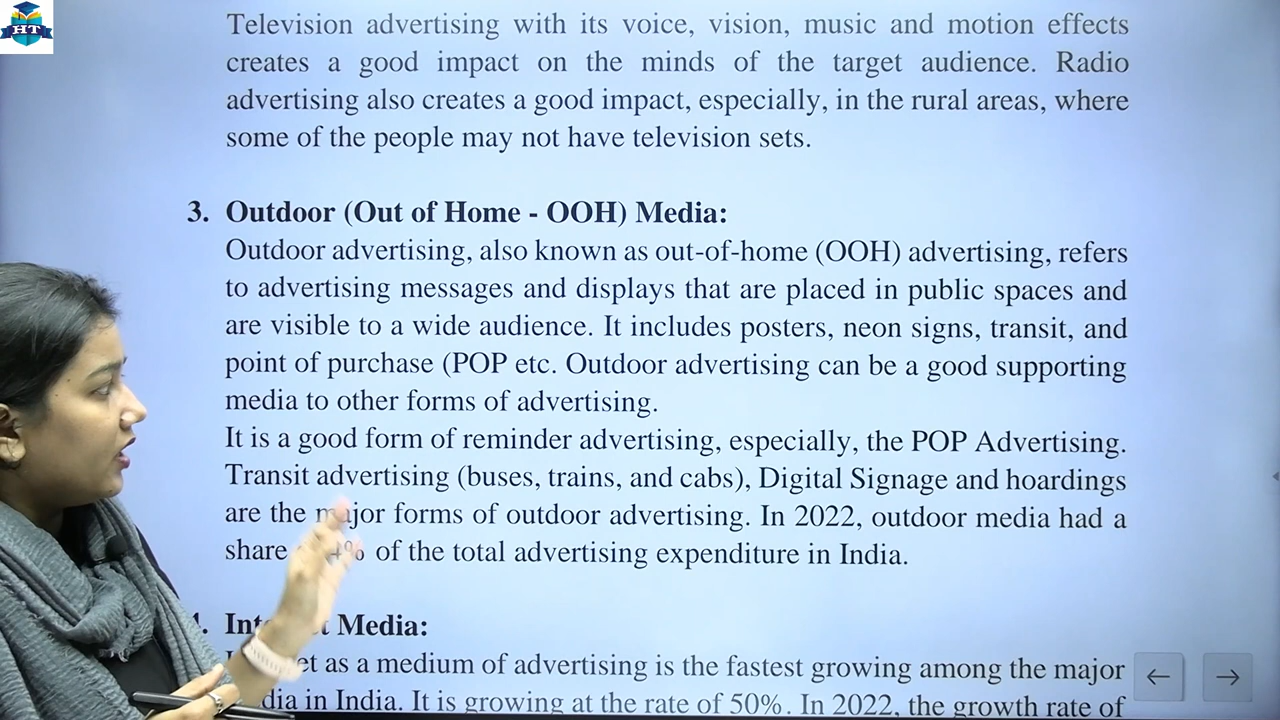 HT
Television advertising with its voice, vision, music and motion effects
creates a good impact on the minds of the target audience. Radio
advertising also creates a good impact, especially, in the rural areas, where
some of the people may not have television sets.
3. Outdoor (Out of Home - OOH) Media:
Outdoor advertising, also known as out-of-home (OOH) advertising, refers
to advertising messages and displays that are placed in public spaces and
are visible to a wide audience. It includes posters, neon signs, transit, and
point of purchase (POP etc. Outdoor advertising can be a good supporting
media to other forms of advertising.
It is a good form of reminder advertising, especially, the POP Advertising.
Transit advertising (buses, trains, and cabs), Digital Signage and hoardings
are the major forms of outdoor advertising. In 2022, outdoor media had a
share 4% of the total advertising expenditure in India.
Media:
as a medium of advertising is the fastest growing among the major
in India. It is growing at the rate of 50%. In 2022, the growth rate of